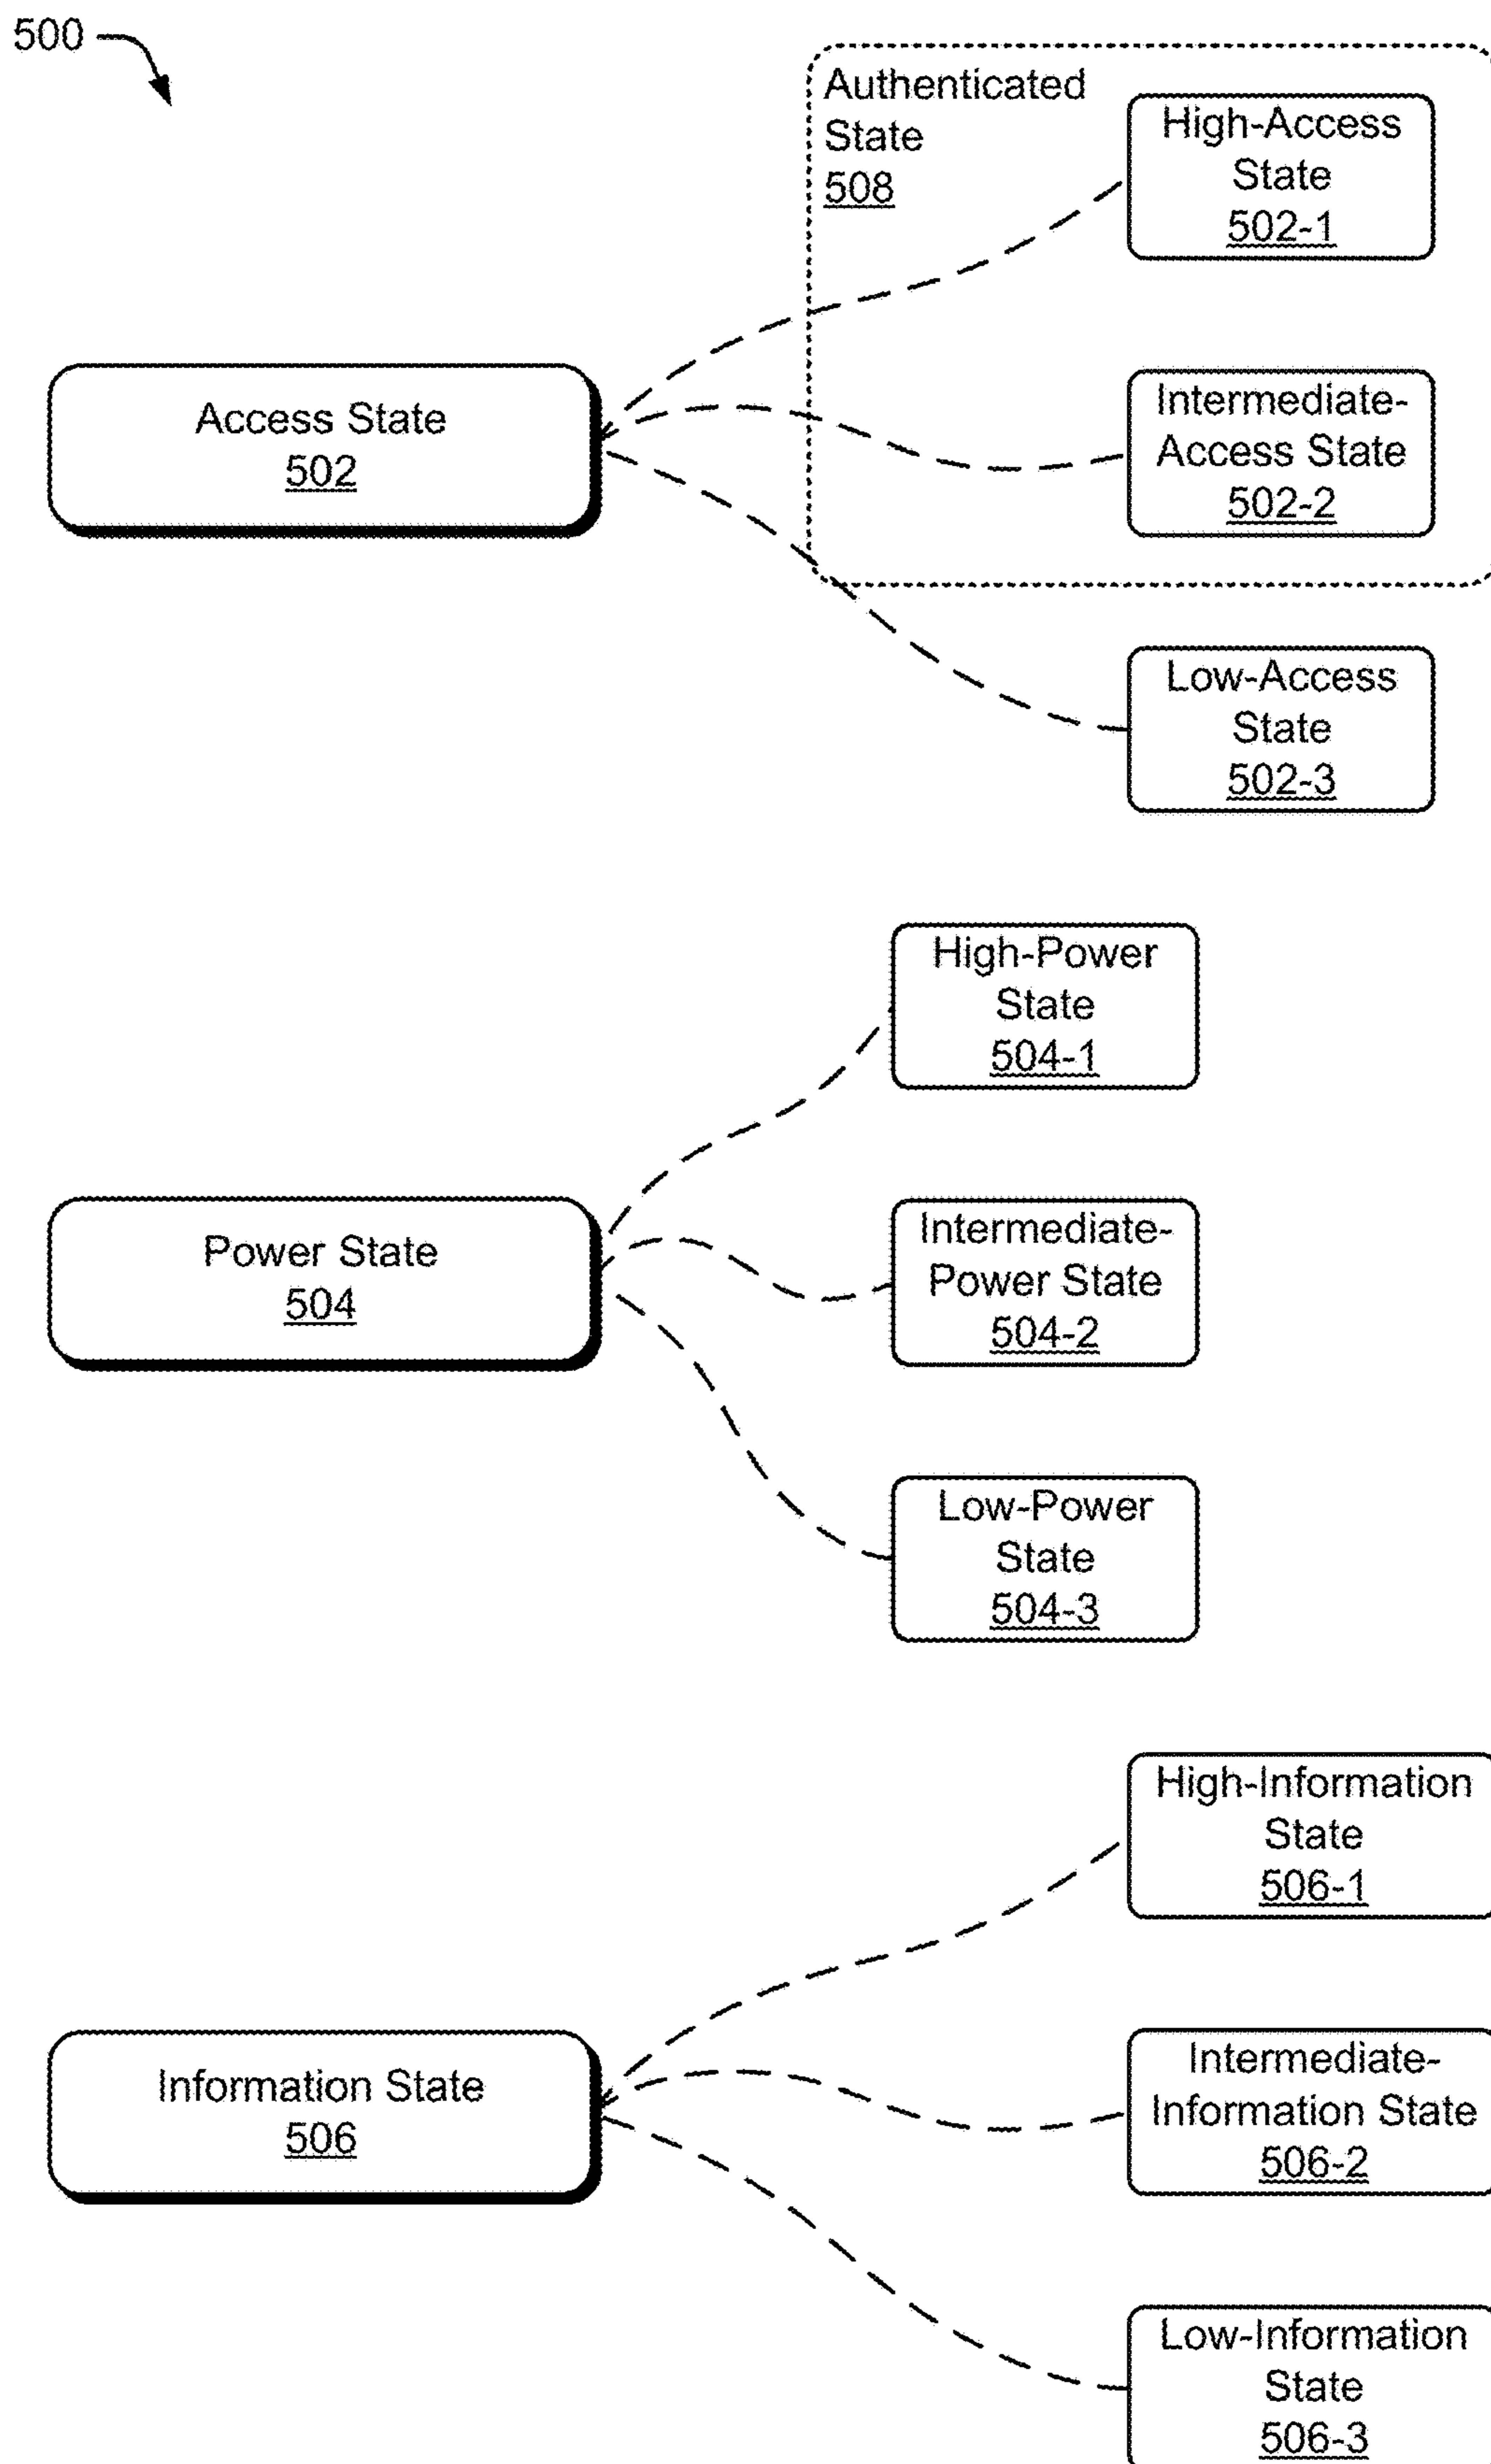 500
Authenticated
State
508
High-Access
State
502-1
Access State
502
Intermediate-
Access State
502-2
Low-Access
State
502-3
High-Power
State
504-1
Power State
504
Intermediate-
Power State
504-2
Low-Power
State
504-3
High-Information
State
506-1
Information State
506
Intermediate-
Information State
506-2
Low-Information
State
506-3